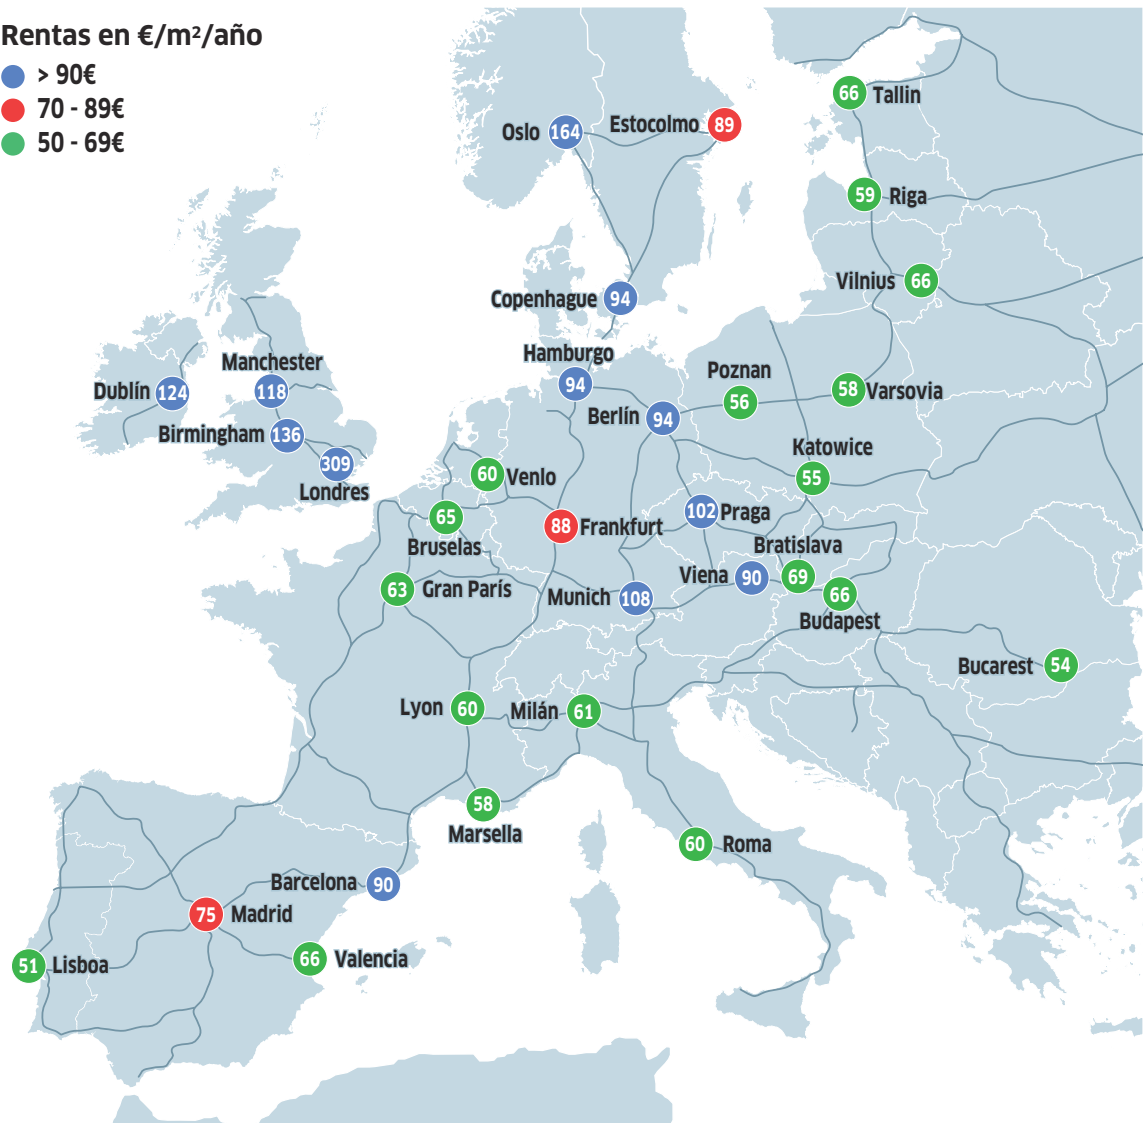 Rentas en €/m²/año
> 90€
70 - 89€
50 - 69€
66 Tallin
Oslo 164
Estocolmo 89
59 Riga
Vilnius 66
Copenhague 94
Hamburgo
94
Manchester
118
Dublín 124
Birmingham 136
309
Londres
Berlín 94
Poznan
56
58 Varsovia
Katowice
55
60 Venlo
65
Bruselas
88 Frankfurt
102 Praga
Bratislava
69
Viena 90
63 Gran París
Munich 108
66
Budapest
Bucarest 54
Lyon 60
Milán 61
58
Marsella
60 Roma
Barcelona 90
75 Madrid
66 Valencia
51 Lisboa